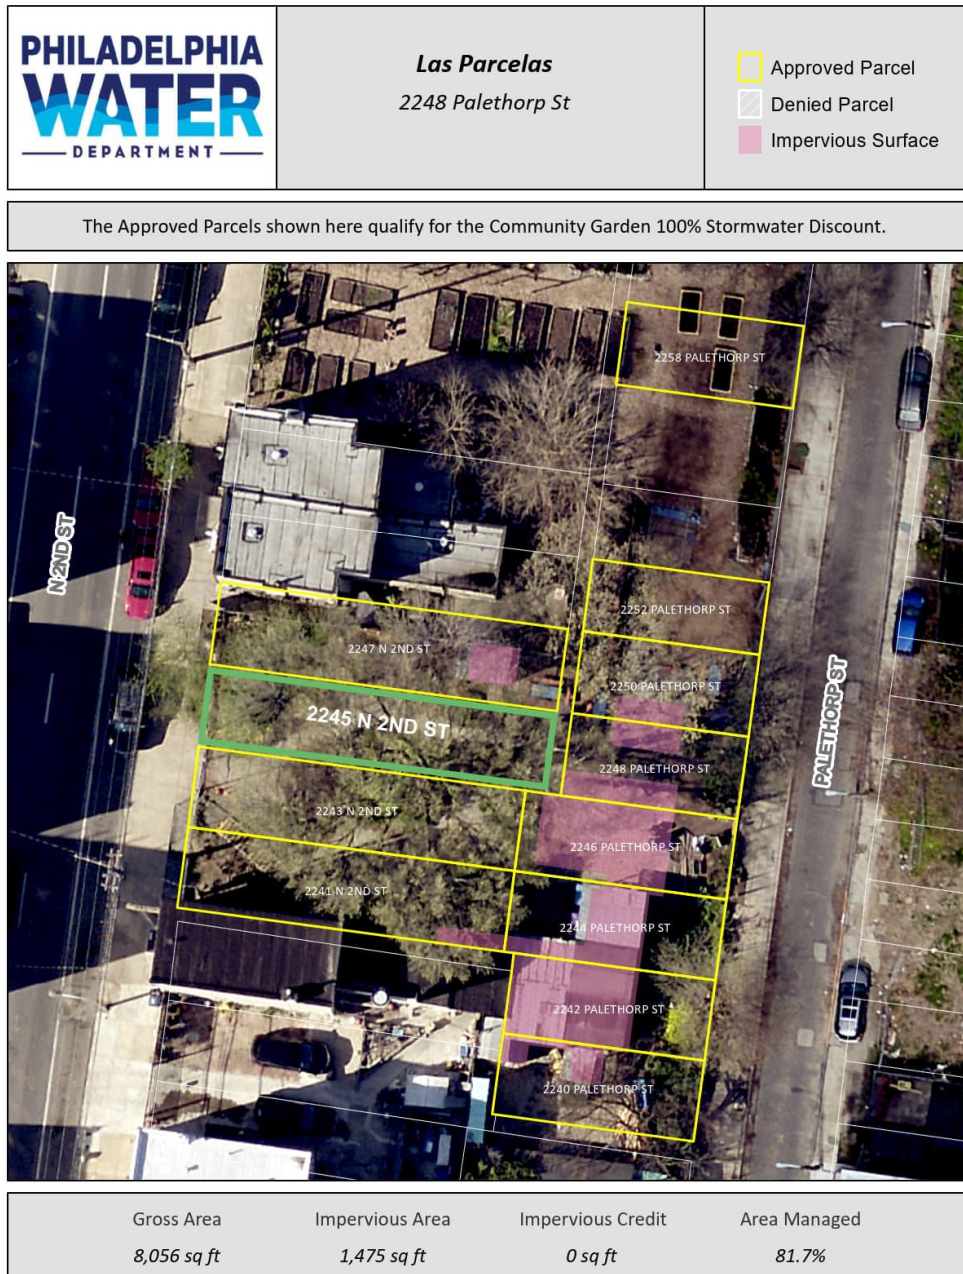 PHILADELPHIA
WATER
DEPARTMENT
Las Parcelas
2248 Palethorp St
Approved Parcel
Denied Parcel
Impervious Surface
The Approved Parcels shown here qualify for the Community Garden 100% Stormwater Discount.
2258 PALETHORP ST
N 2ND ST
2252 PALETHORP ST
2247 N 2ND ST
2250 PALETHORP ST
PALETHORP ST
2245 N 2ND ST
2248 PALETHORP ST
2243 N 2ND ST
2246 PALETHORP ST
2241 N 2ND ST
2244 PALETHORP ST
2242 PALETHORP ST
2240 PALETHORP ST
Gross Area
Impervious Area
Impervious Credit
Area Managed
8,056 sq ft
1,475 sq ft
0 sq ft
81.7%